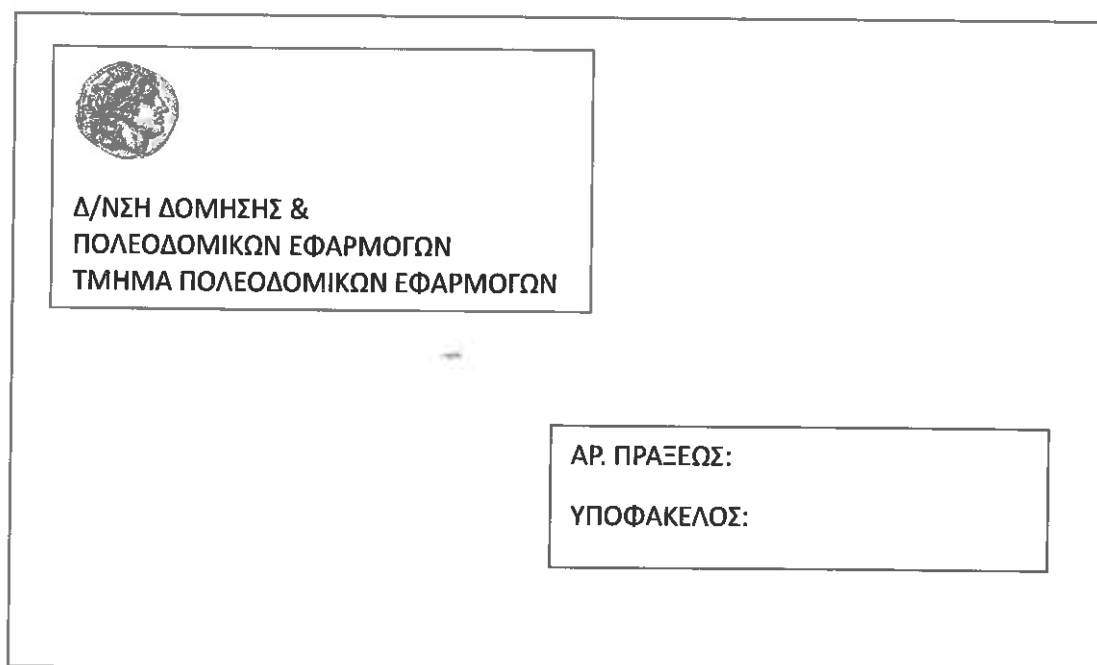 Δ/ΝΣΗ ΔΟΜΗΣΗΣ &
ΠΟΛΕΟΔΟΜΙΚΩΝ ΕΦΑΡΜΟΓΩΝ
ΤΜΗΜΑ ΠΟΛΕΟΔΟΜΙΚΩΝ ΕΦΑΡΜΟΓΩΝ
ΑΡ. ΠΡΑΞΕΩΣ:
ΥΠΟΦΑΚΕΛΟΣ: